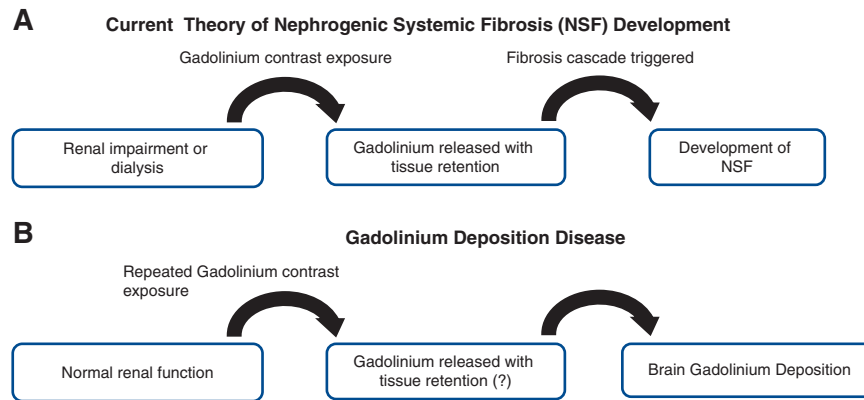 A
Current Theory of Nephrogenic Systemic Fibrosis (NSF) Development
Gadolinium contrast exposure
Fibrosis cascade triggered
Renal impairment or
dialysis
Gadolinium released with
tissue retention
Development of
NSF
B
Gadolinium Deposition Disease
Repeated Gadolinium contrast
exposure
Normal renal function
Gadolinium released with
tissue retention (?)
Brain Gadolinium Deposition